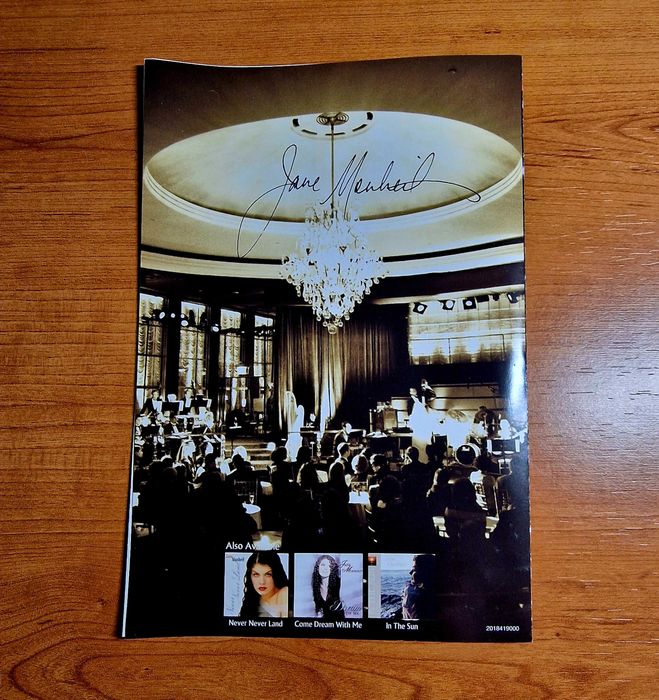 Jane Monheit
Also Available
Never Never Land
Come Dream With Me
In The Sun
2018419000